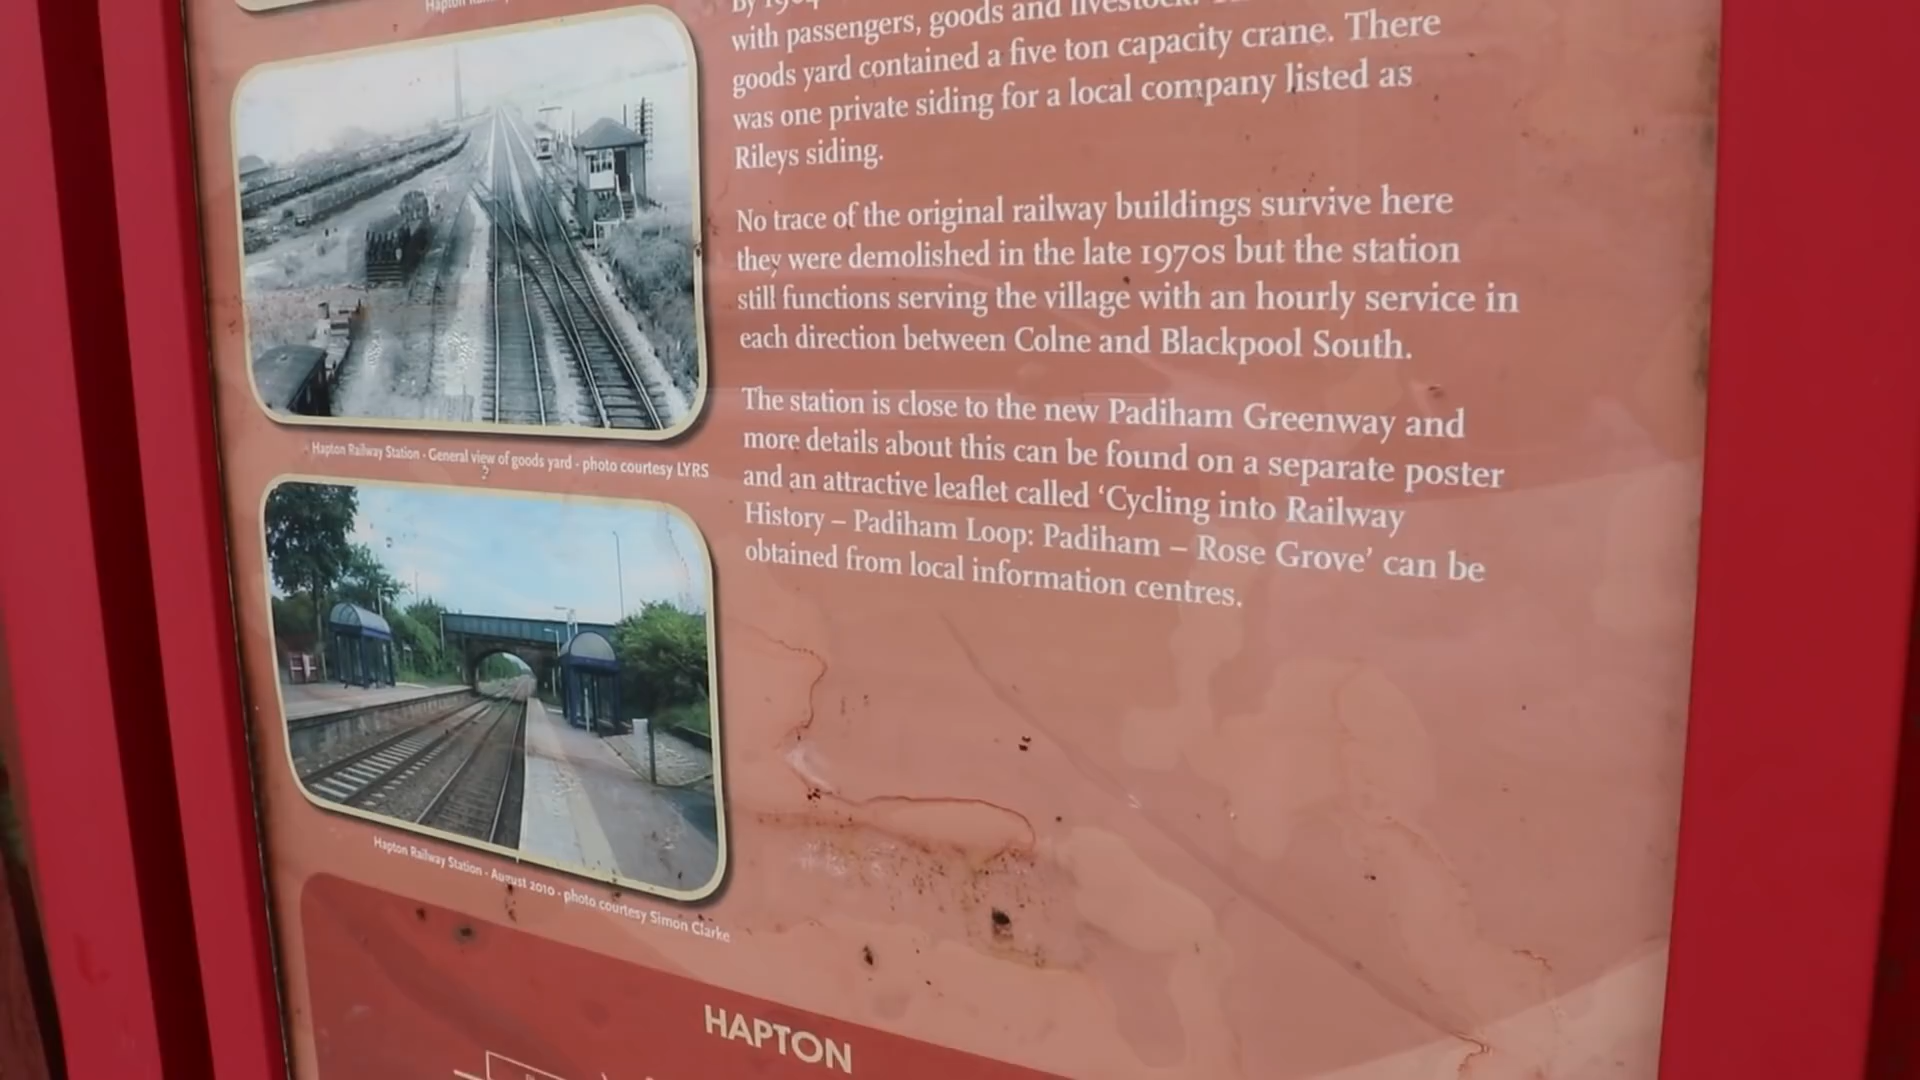 Hapton
By 1904
with passengers, goods and livestock.
goods yard contained a five ton capacity crane. There
was one private siding for a local company listed as
Rileys siding.
No trace of the original railway buildings survive here
they were demolished in the late 1970s but the station
still functions serving the village with an hourly service in
each direction between Colne and Blackpool South.
The station is close to the new Padiham Greenway and
more details about this can be found on a separate poster
and an attractive leaflet called ‘Cycling into Railway
History – Padiham Loop: Padiham – Rose Grove’ can be
obtained from local information centres.
Hapton Railway Station - General view of goods yard - photo courtesy LYRS
Hapton Railway Station - August 2010 - photo courtesy Simon Clarke
HAPTON